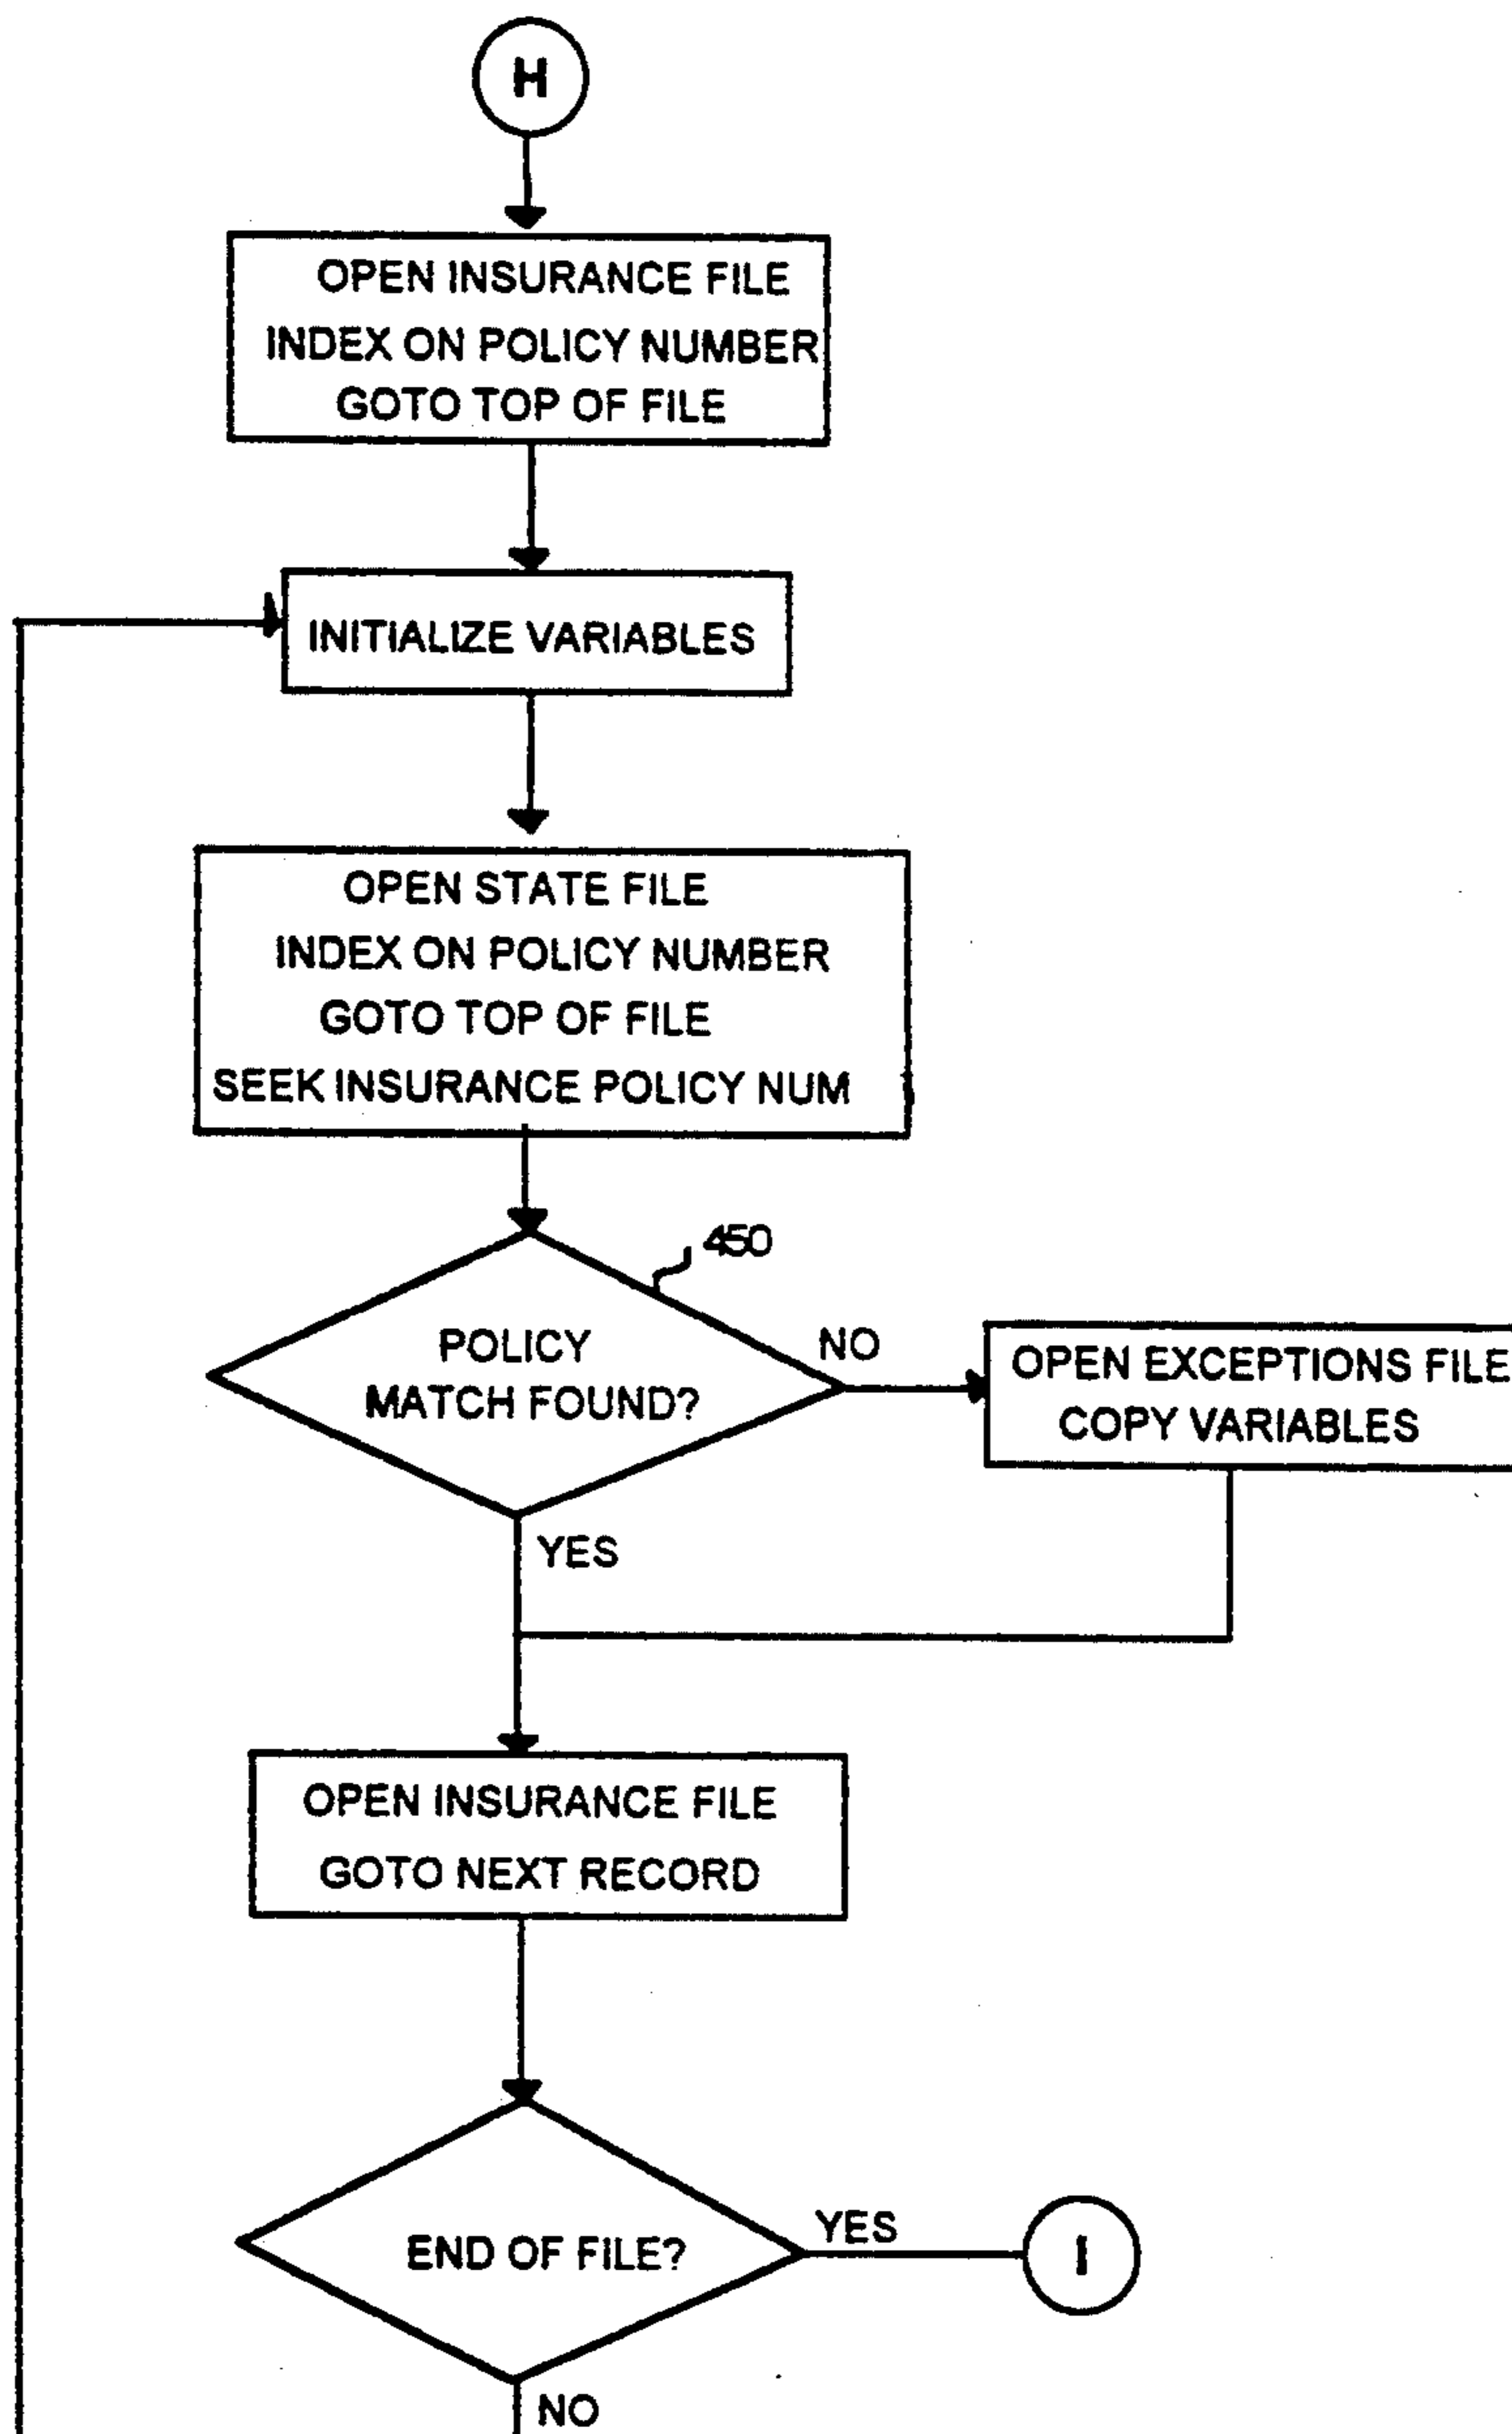 H
OPEN INSURANCE FILE
INDEX ON POLICY NUMBER
GOTO TOP OF FILE
INITIALIZE VARIABLES
OPEN STATE FILE
INDEX ON POLICY NUMBER
GOTO TOP OF FILE
SEEK INSURANCE POLICY NUM
450
POLICY
MATCH FOUND?
NO
OPEN EXCEPTIONS FILE
COPY VARIABLES
YES
OPEN INSURANCE FILE
GOTO NEXT RECORD
END OF FILE?
YES
I
NO